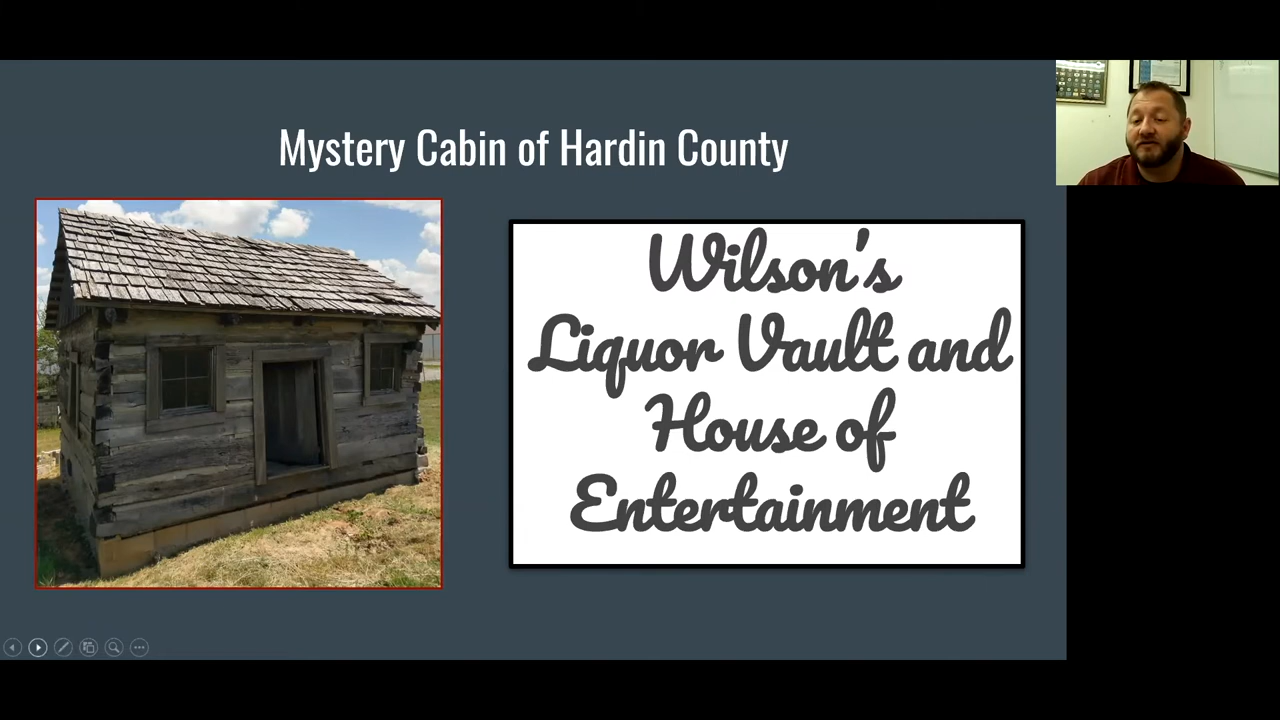 Mystery Cabin of Hardin County
Wilson's
Liquor Vault and
House of
Entertainment